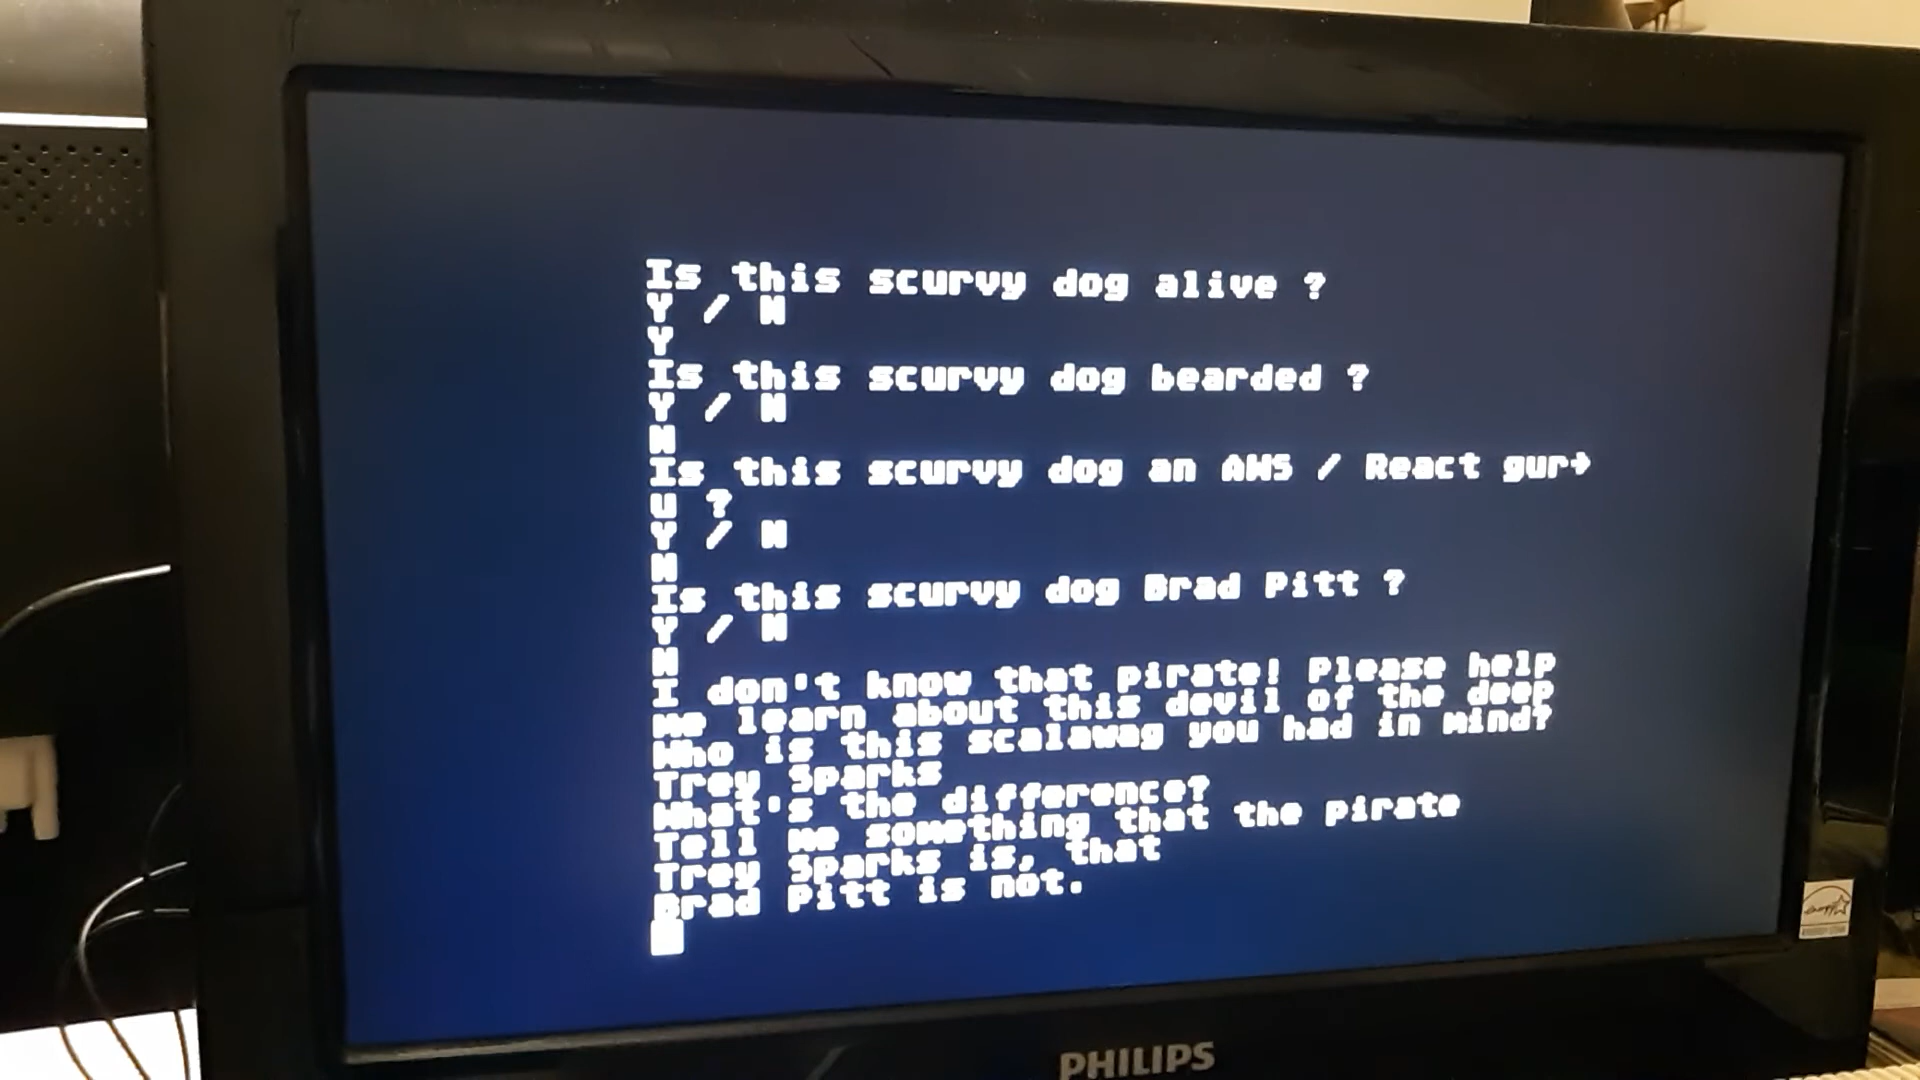 Is this scurvy dog alive ?
Y / N
Y
Is this scurvy dog bearded ?
Y / N
N
Is this scurvy dog an AWS / React gur→
u ?
Y / N
N
Is this scurvy dog Brad Pitt ?
Y / N
N
I don't know that pirate! Please help
me learn about this devil of the deep
Who is this scalawag you had in mind?
Trey Sparks
What's the difference?
Tell me something that the pirate
Trey Sparks is, that
Brad Pitt is not.
energy
PHILIPS